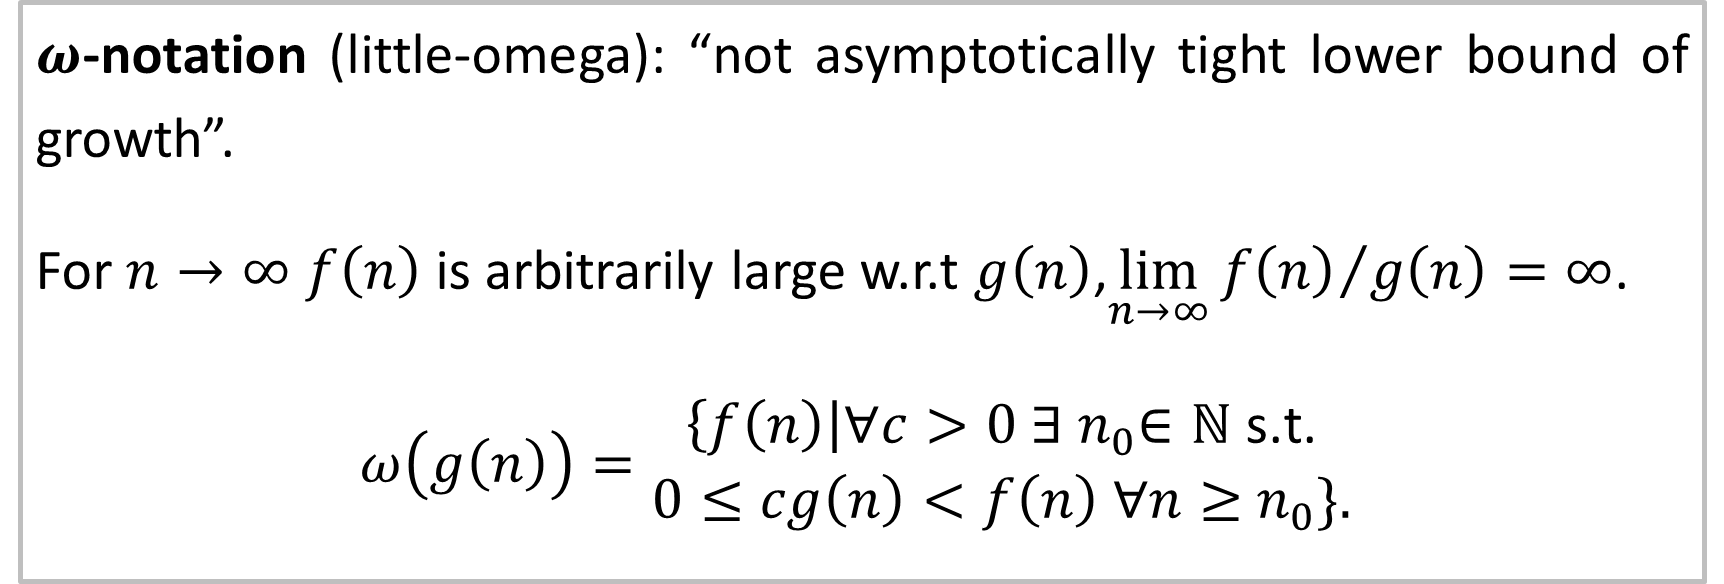 ω-notation (little-omega): “not asymptotically tight lower bound of
growth”.
For n → ∞ f(n) is arbitrarily large w.r.t g(n), lim n→∞ f(n)/g(n) = ∞.
ω(g(n)) = {f(n)|∀c > 0 ∃ n₀∈ ℕ s.t.
0 ≤ cg(n) < f(n) ∀n ≥ n₀}.